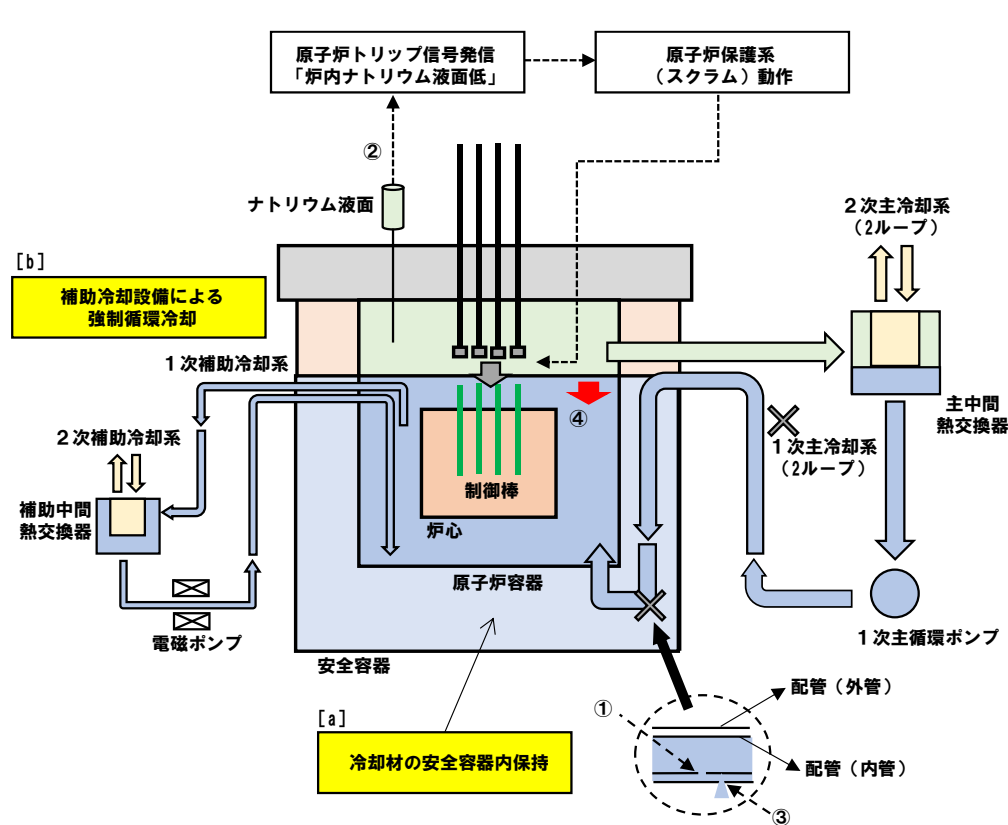 原子炉トリップ信号発信
「炉内ナトリウム液面低」
原子炉保護系
（スクラム）動作
②
ナトリウム液面
２次主冷却系
（2ループ）
[b]
補助冷却設備による
強制循環冷却
１次補助冷却系
④
主中間
熱交換器
１次主冷却系
（2ループ）
２次補助冷却系
制御棒
補助中間
熱交換器
炉心
原子炉容器
電磁ポンプ
１次主循環ポンプ
安全容器
配管（外管）
①
[a]
冷却材の安全容器内保持
配管（内管）
③